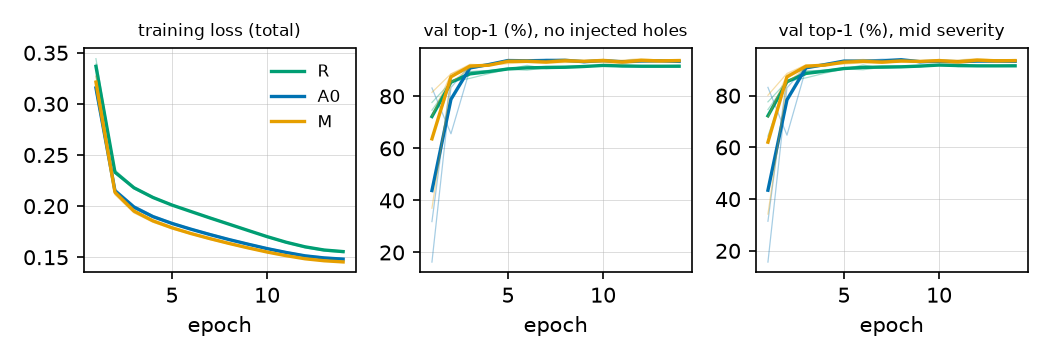 training loss (total)
0.35
0.30
0.25
0.20
0.15
R
A0
M
5
10
epoch
val top-1 (%), no injected holes
80
60
40
20
5
10
epoch
val top-1 (%), mid severity
80
60
40
20
5
10
epoch